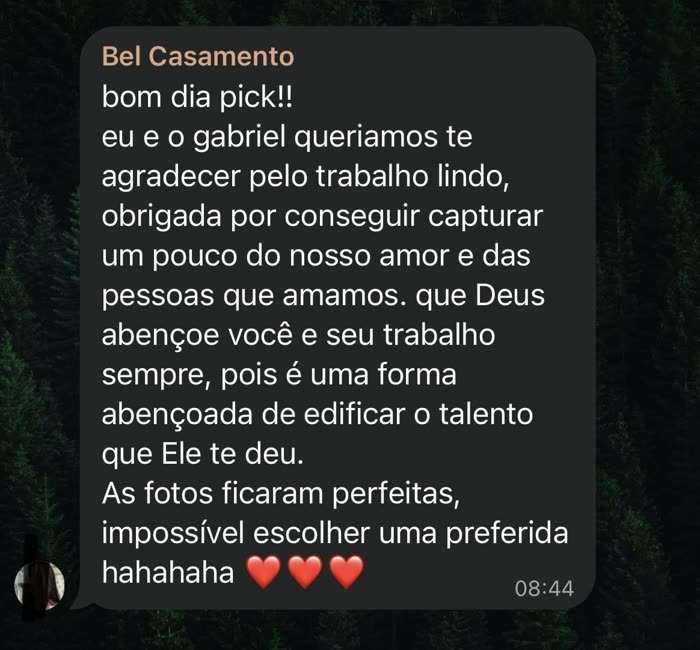 Bel Casamento
bom dia pick!!
eu e o gabriel queriamos te
agradecer pelo trabalho lindo,
obrigada por conseguir capturar
um pouco do nosso amor e das
pessoas que amamos. que Deus
abençoe você e seu trabalho
sempre, pois é uma forma
abençoada de edificar o talento
que Ele te deu.
As fotos ficaram perfeitas,
impossível escolher uma preferida
hahahaha ❤️❤️❤️
08:44